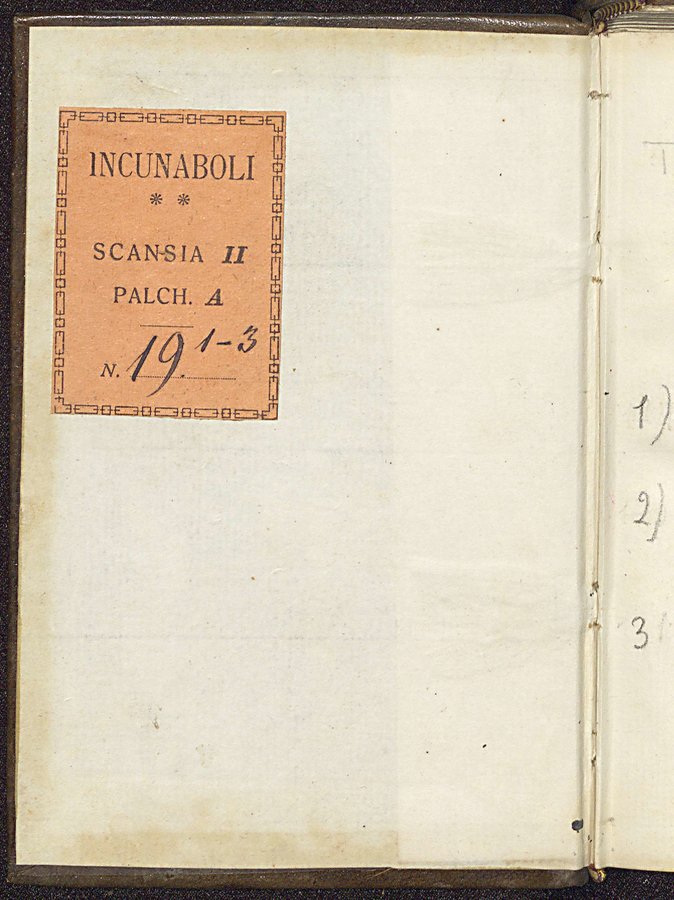 INCUNABOLI
* *
SCANSIA II
PALCH. A
N. 19. 1-3
T
1)
2)
3